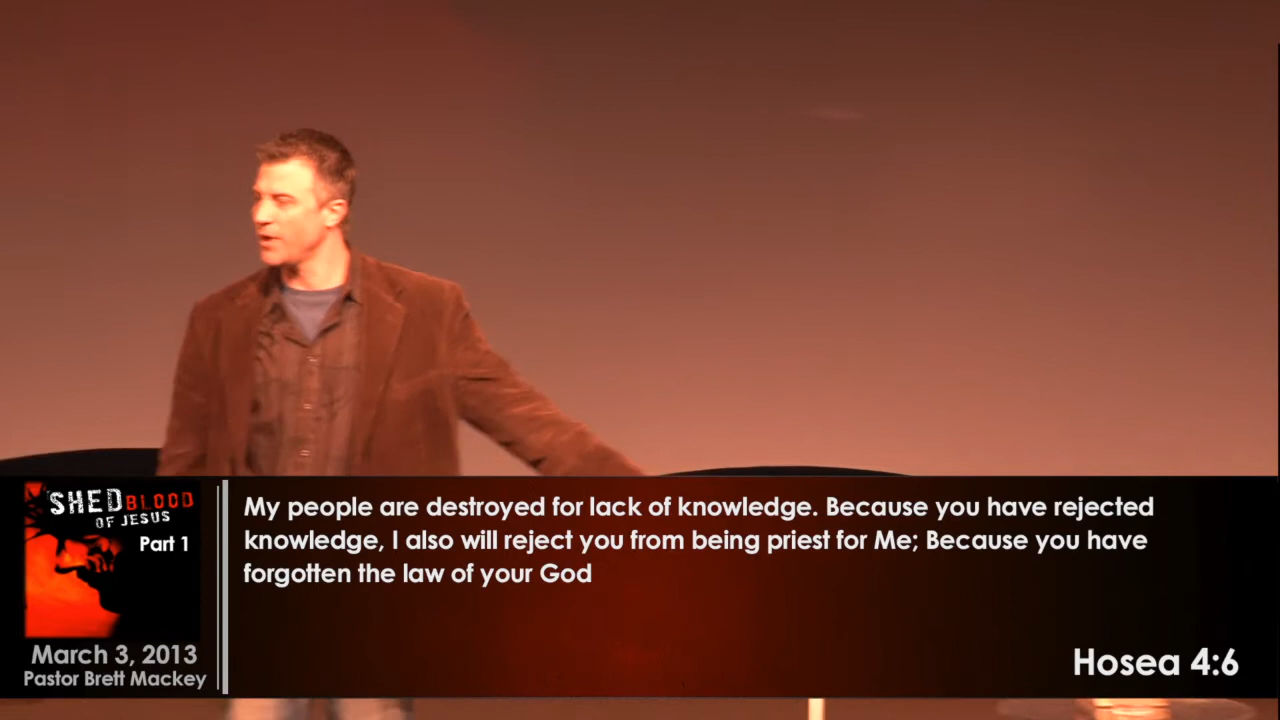 SHED BLOOD
OF JESUS
Part 1
March 3, 2013
Pastor Brett Mackey
My people are destroyed for lack of knowledge. Because you have rejected
knowledge, I also will reject you from being priest for Me; Because you have
forgotten the law of your God
Hosea 4:6